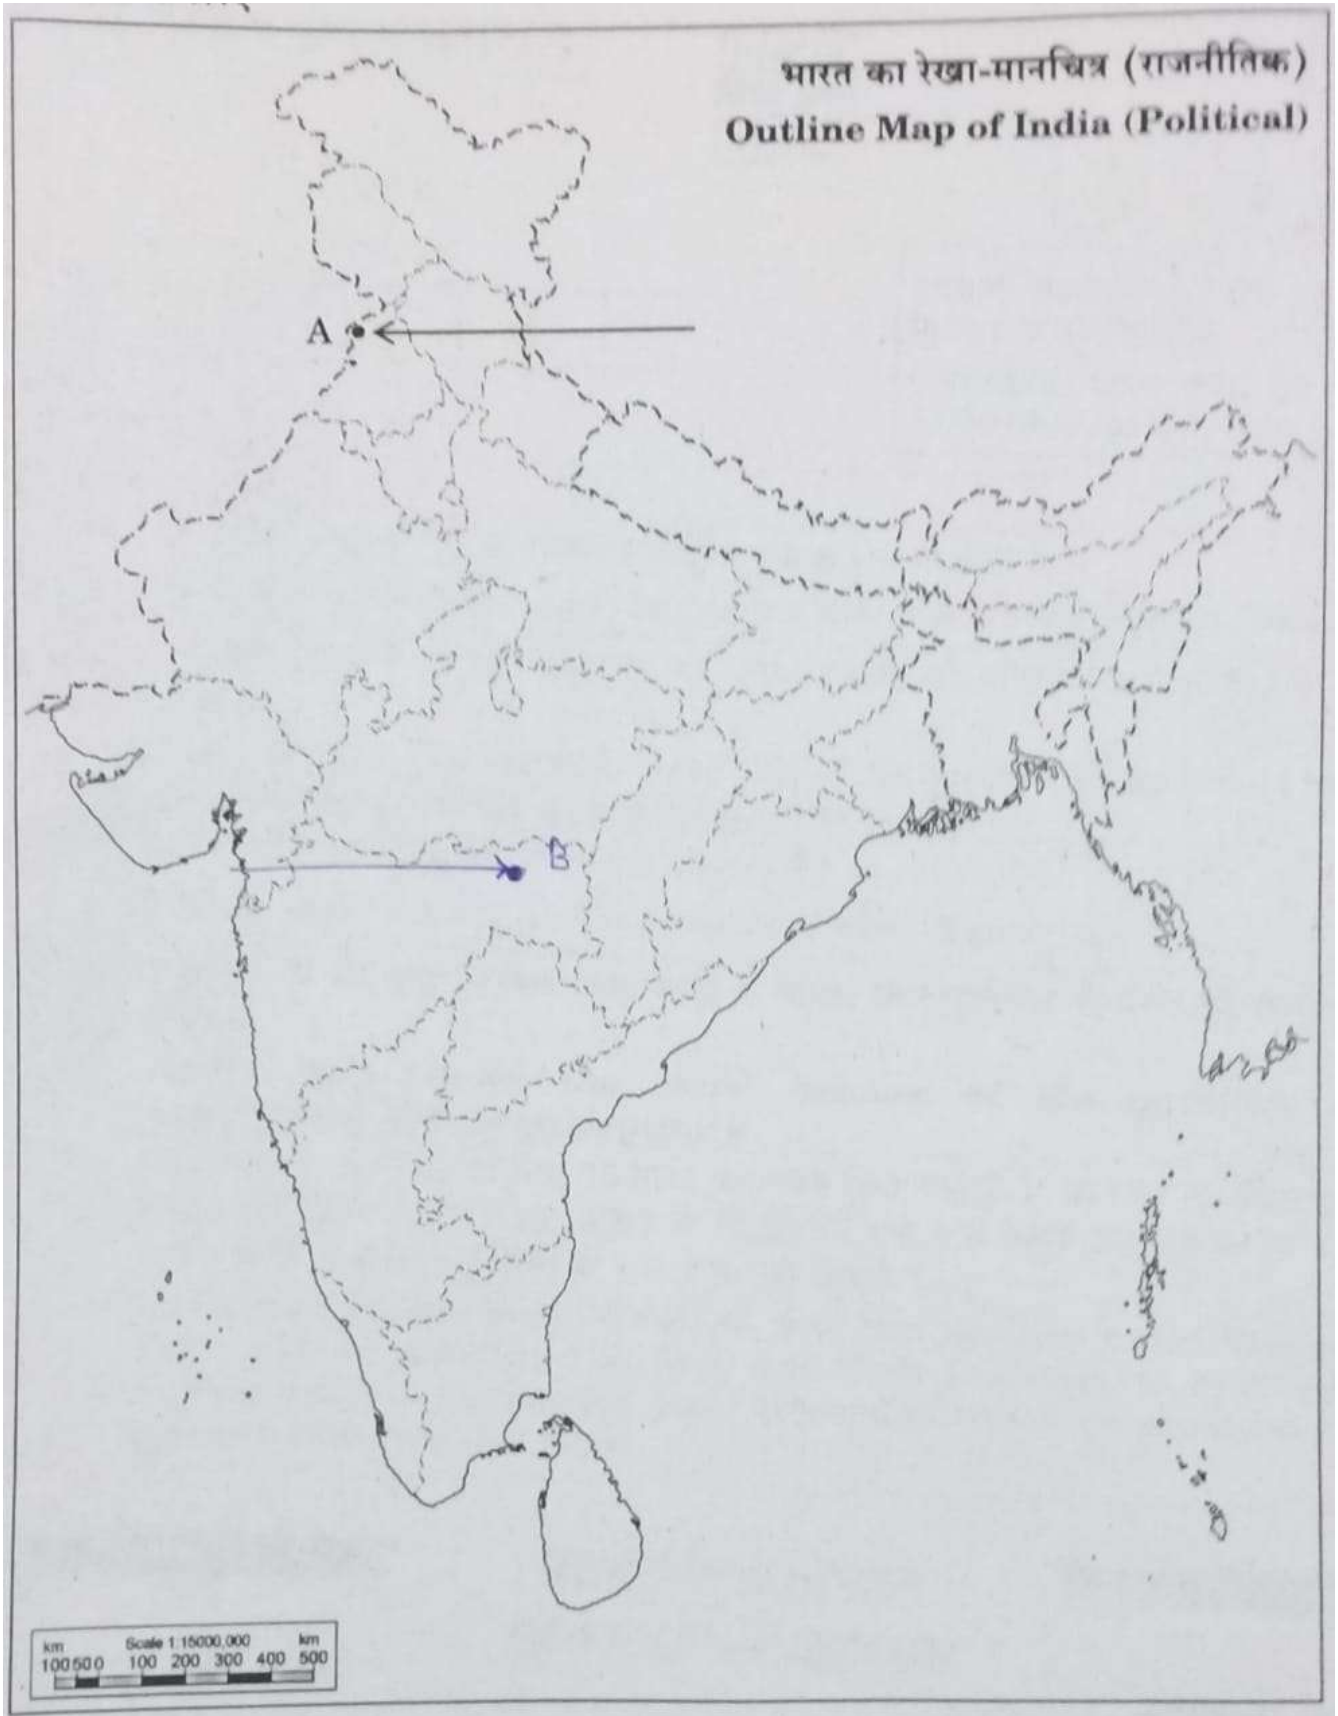 भारत का रेखा-मानचित्र (राजनीतिक)
Outline Map of India (Political)
A
B
km Scale 1:15000,000 km
100 50 0 100 200 300 400 500